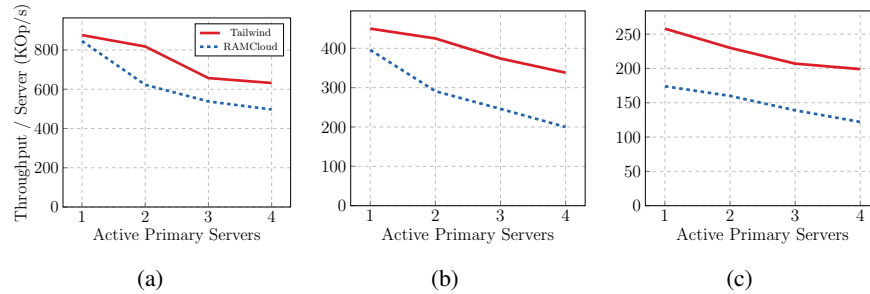 Throughput / Server (KOp/s)
800
600
400
200
0
1 2 3 4
Active Primary Servers
Tailwind
RAMCloud
(a)
400
300
200
100
0
1 2 3 4
Active Primary Servers
(b)
250
200
150
100
50
0
1 2 3 4
Active Primary Servers
(c)